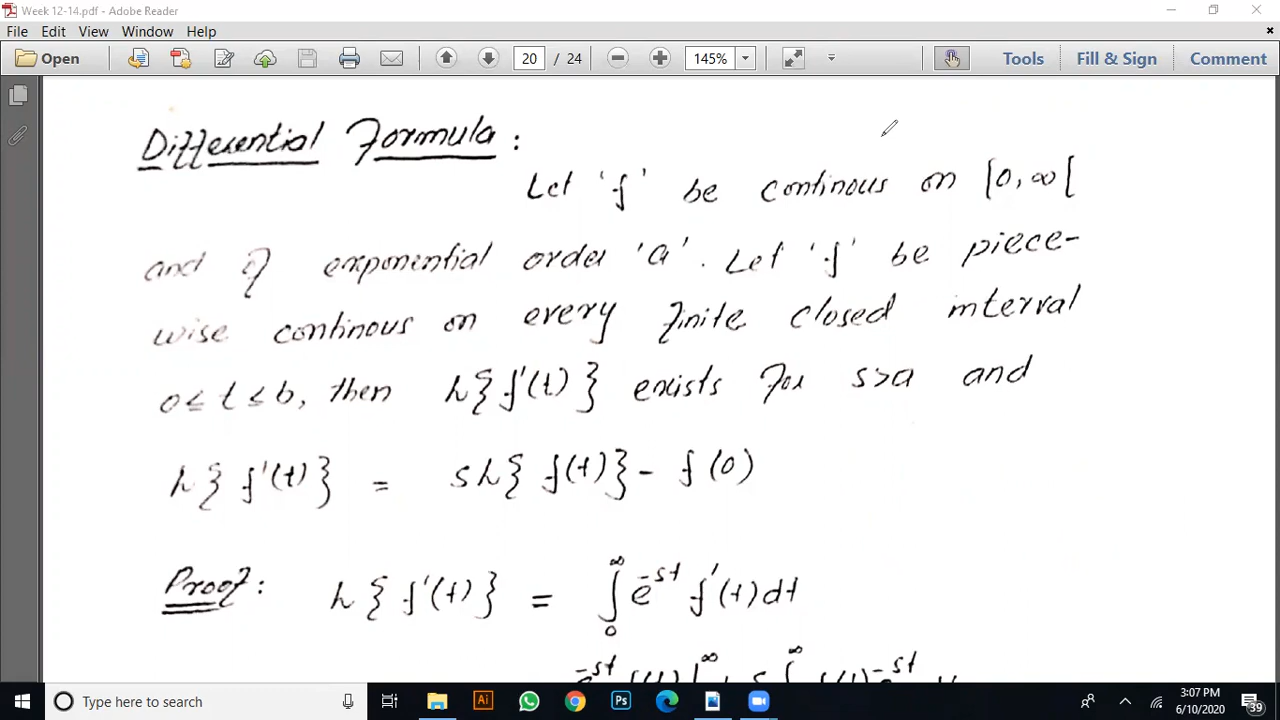 Week 12-14.pdf - Adobe Reader
File Edit View Window Help
Open 20 / 24 145% Tools Fill & Sign Comment
Differential Formula :
Let 'f' be continous on [0, ∞[
and of exponential order 'a'. Let 'f' be piece-
wise continous on every finite closed interval
0 ≤ t ≤ b, then L{f'(t)} exists for s>a and
L{f'(t)} = sL{f(t)} - f(0)
Proof: L{f'(t)} = ∫₀^∞ e^-st f'(t)dt
Type here to search
3:07 PM
6/10/2020
39